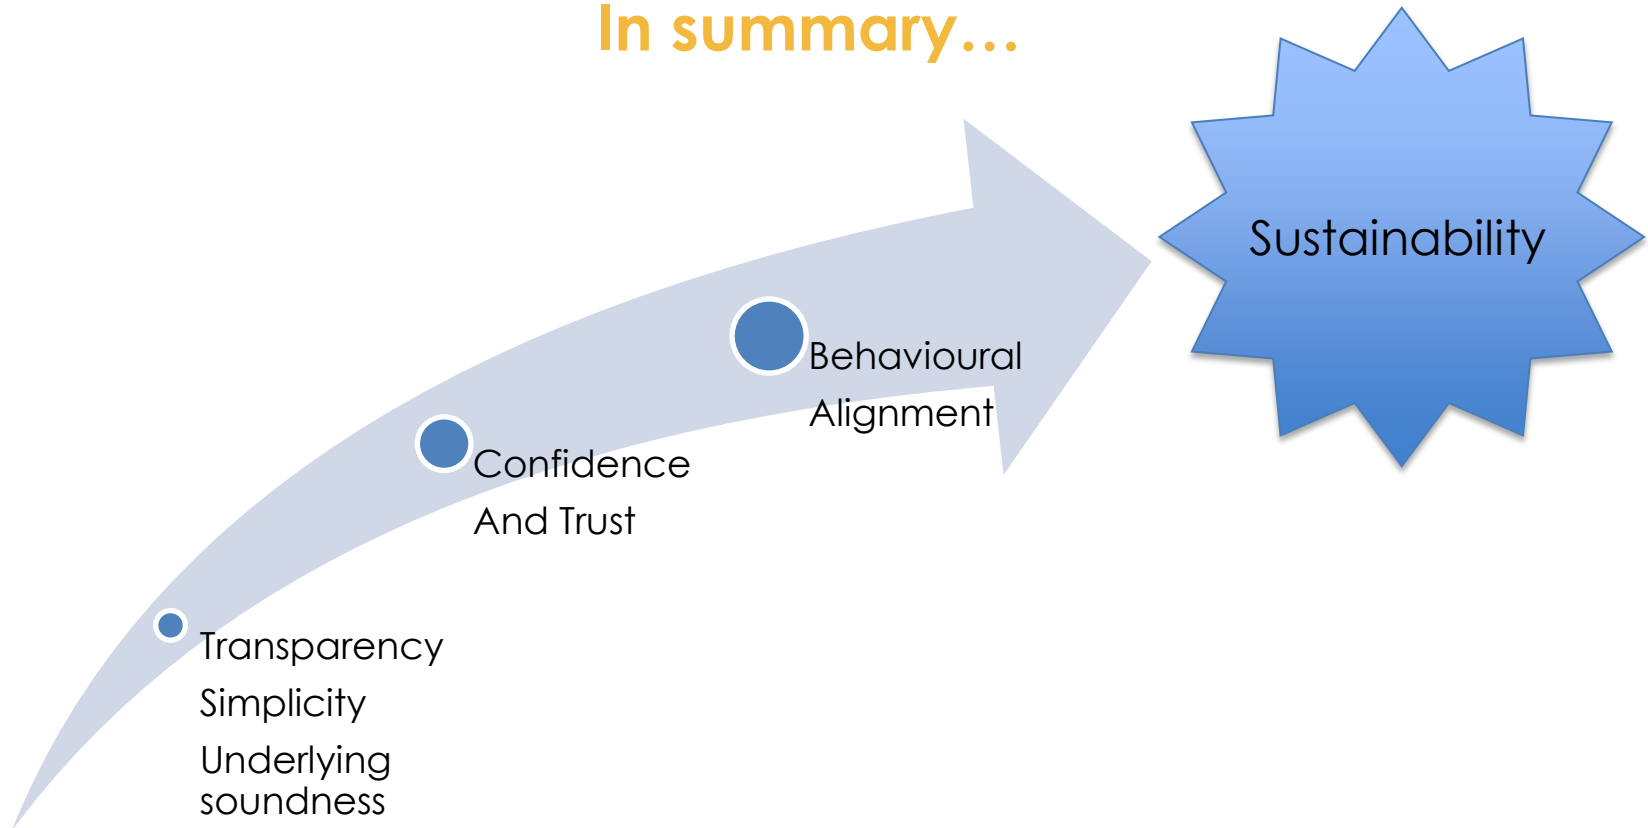 In summary…
Sustainability
Behavioural
Alignment
Confidence
And Trust
Transparency
Simplicity
Underlying
soundness